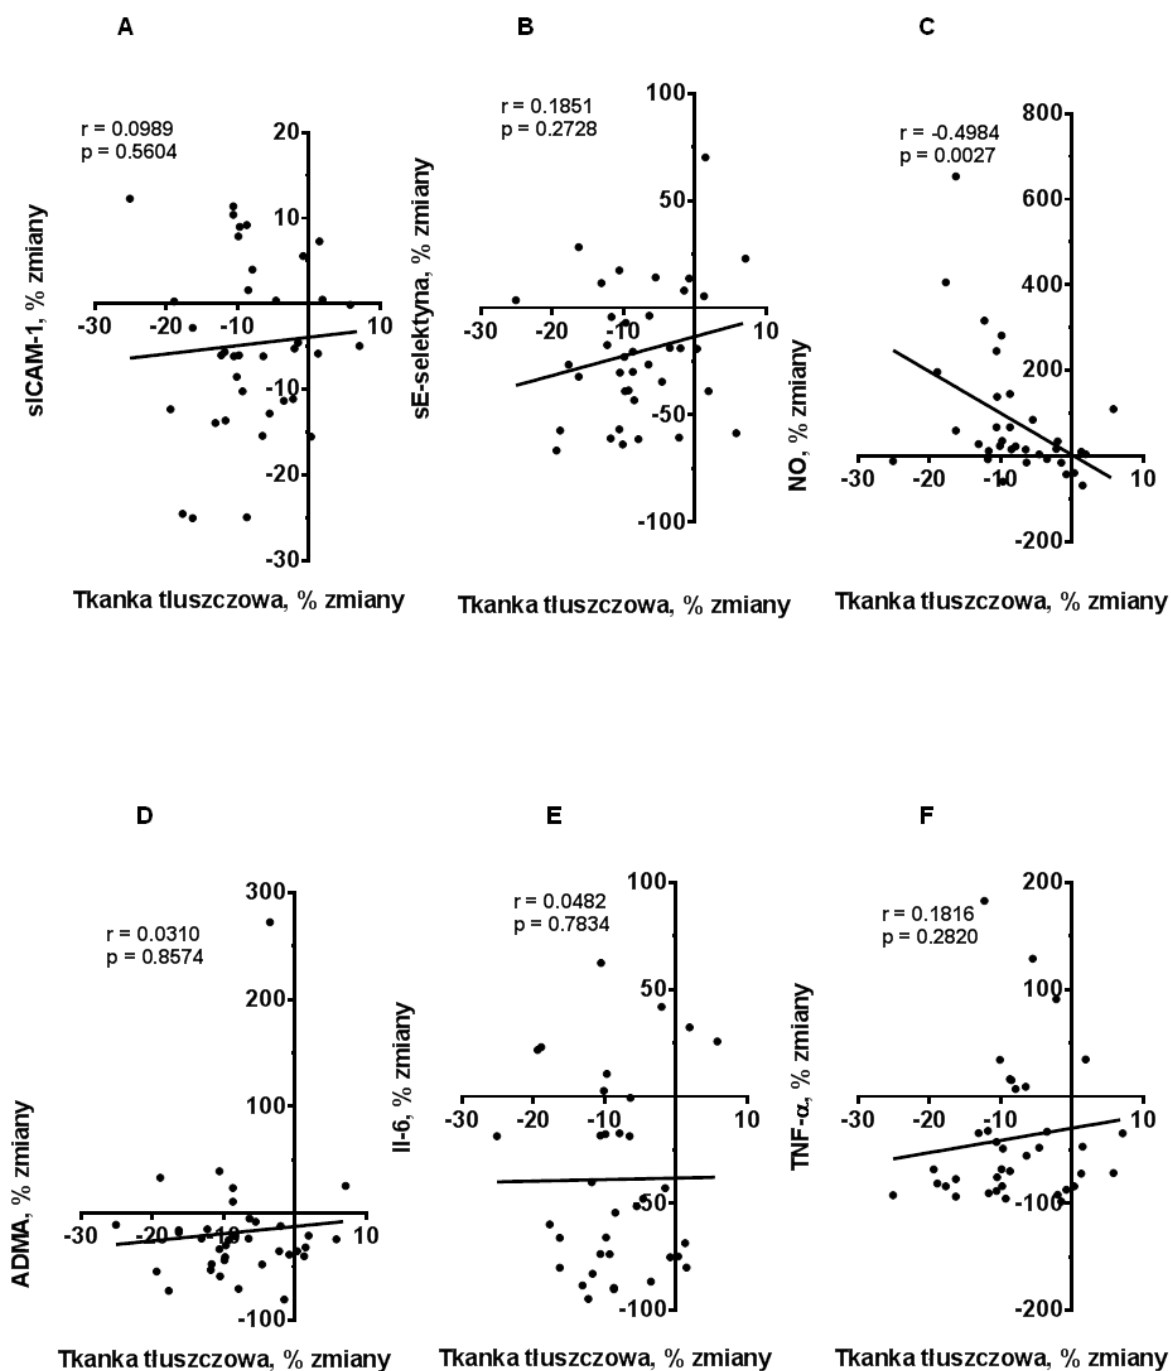 A
r = 0.0989
p = 0.5604
20
10
-30
-20
-10
10
-10
-20
-30
sICAM-1, % zmiany
Tkanka tłuszczowa, % zmiany
B
r = 0.1851
p = 0.2728
100
50
-30
-20
-10
10
-50
-100
sE-selektyna, % zmiany
Tkanka tłuszczowa, % zmiany
C
r = -0.4984
p = 0.0027
800
600
400
200
-30
-20
-10
10
-200
NO, % zmiany
Tkanka tłuszczowa, % zmiany
D
r = 0.0310
p = 0.8574
300
200
100
-30
-20
-10
10
-100
ADMA, % zmiany
Tkanka tłuszczowa, % zmiany
E
r = 0.0482
p = 0.7834
100
50
-30
-20
-10
10
-50
-100
Il-6, % zmiany
Tkanka tłuszczowa, % zmiany
F
r = 0.1816
p = 0.2820
200
100
-30
-20
-10
10
-100
-200
TNF-α, % zmiany
Tkanka tłuszczowa, % zmiany